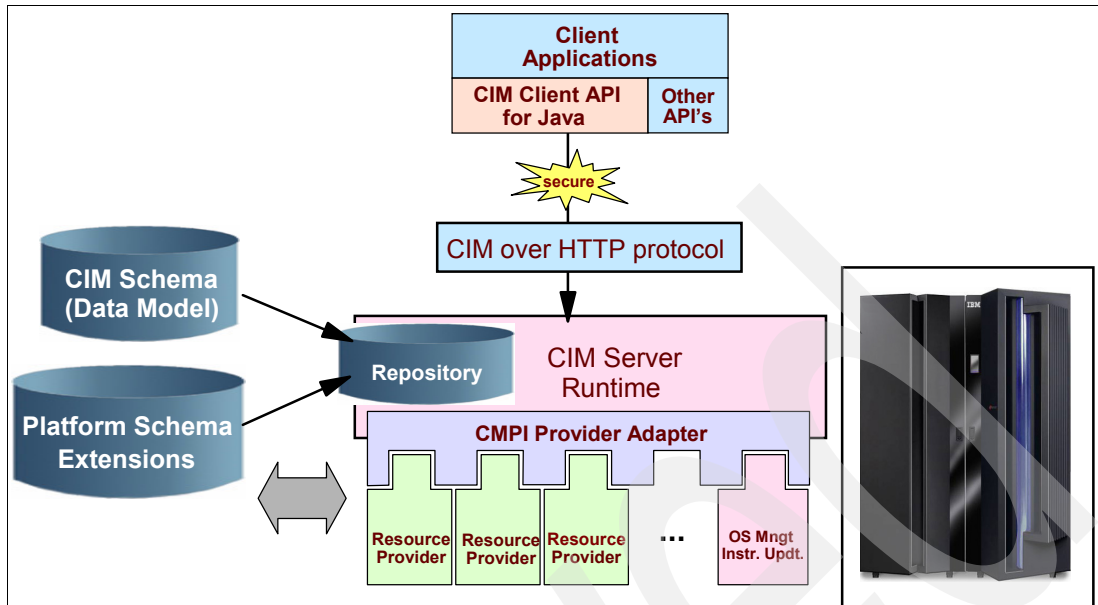 Client
Applications
CIM Client API
for Java
Other
API's
secure
CIM over HTTP protocol
CIM Schema
(Data Model)
IBM
CIM Server
Runtime
Repository
Platform Schema
Extensions
CMPI Provider Adapter
Resource
Provider
Resource
Provider
Resource
Provider
...
OS Mngt
Instr. Updt.